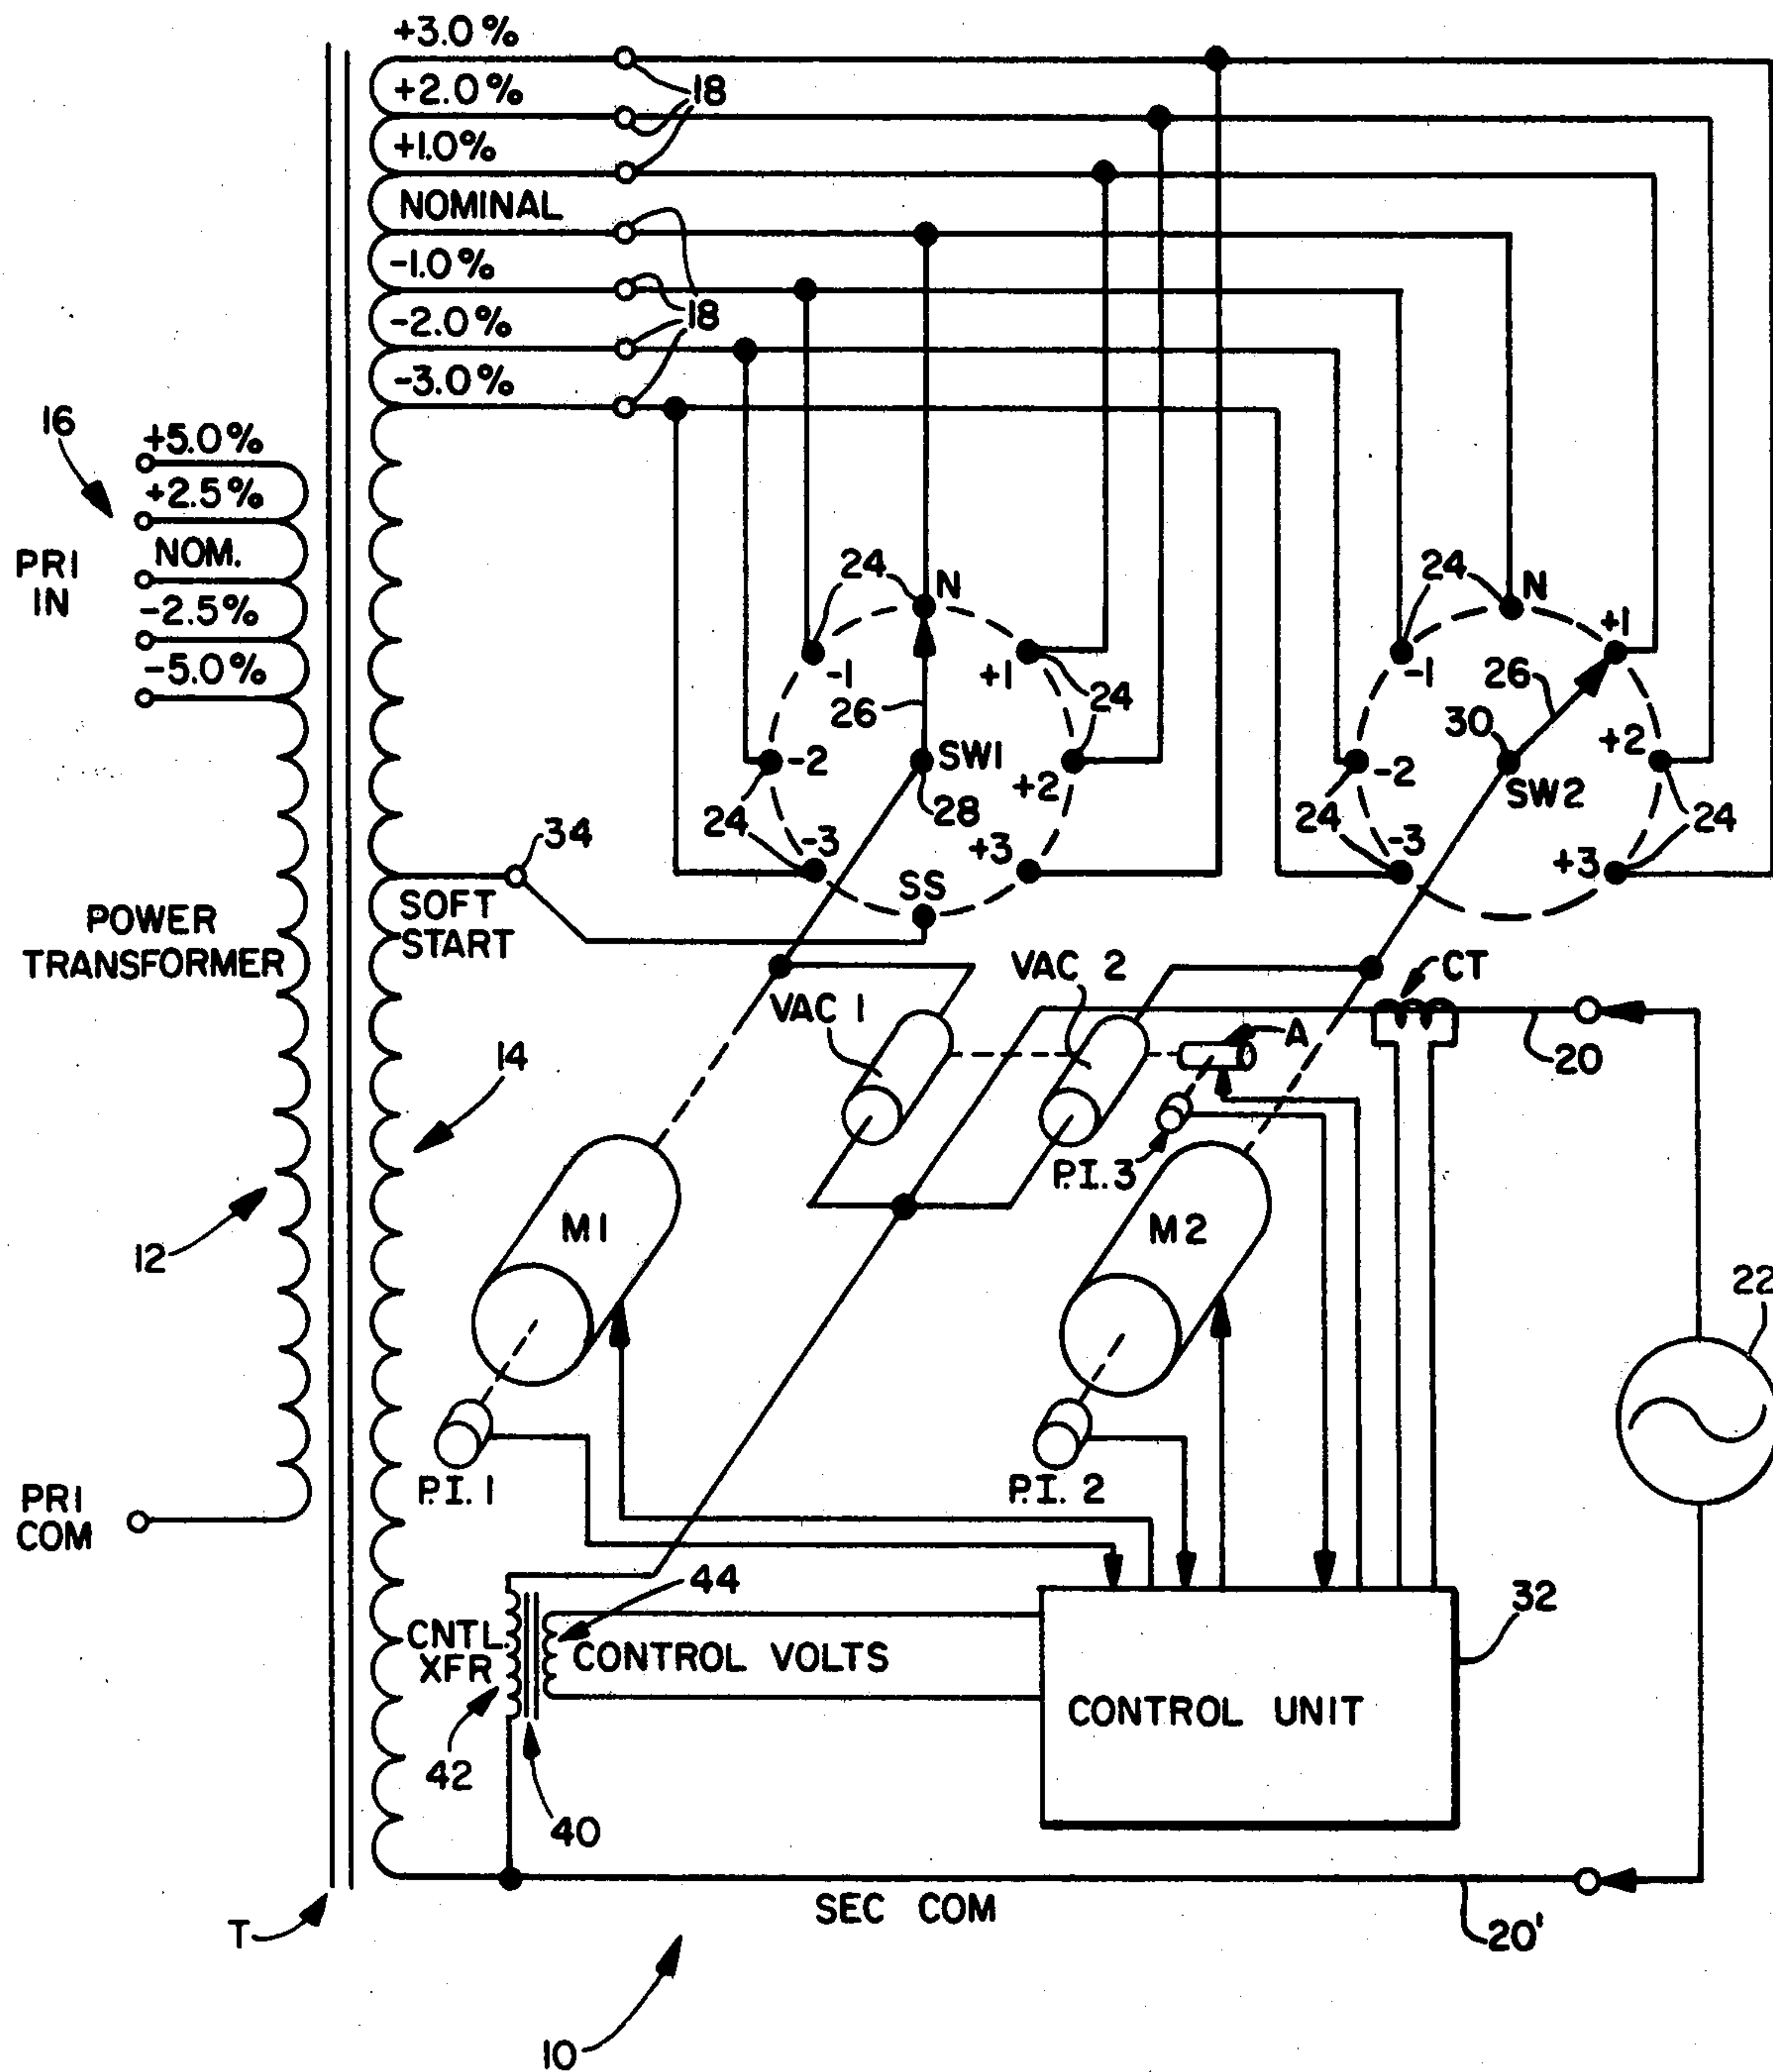 +3.0%
+2.0%
18
+1.0%
NOMINAL
-1.0%
18
-2.0%
-3.0%
16
+5.0%
+2.5%
PRI
IN
NOM.
-2.5%
-5.0%
24
N
-1
+1
26
24
-2
SW1
+2
28
24
-3
+3
SS
24
N
+1
-1
26
30
+2
-2
SW2
24
24
-3
+3
34
SOFT
START
POWER
TRANSFORMER
VAC 1
VAC 2
CT
A
20
14
P.I.3
M1
M2
12
22
P.I. 1
P.I. 2
PRI
COM
44
32
CNTL.
XFR
CONTROL VOLTS
CONTROL UNIT
42
40
SEC COM
20'
T
10